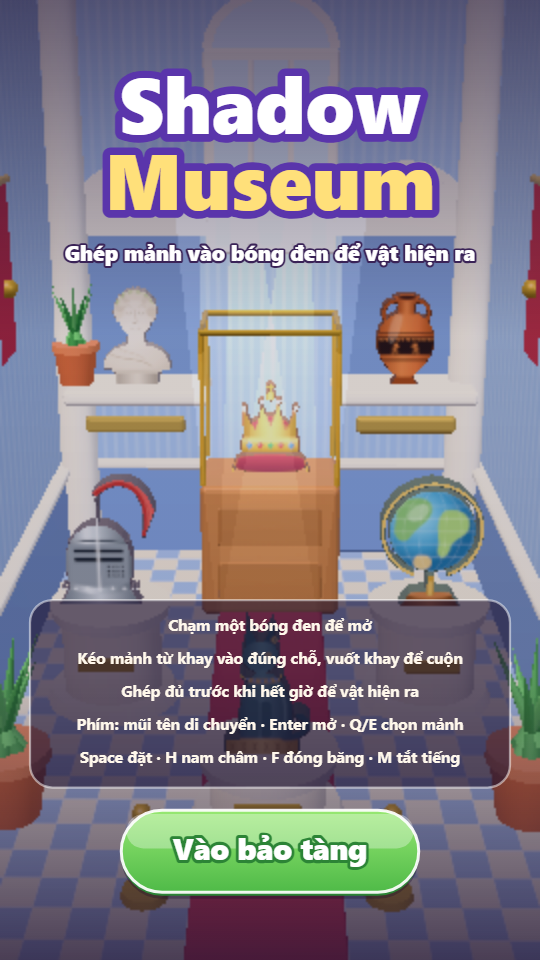 Shadow
Museum
Ghép mảnh vào bóng đen để vật hiện ra
Chạm một bóng đen để mở
Kéo mảnh từ khay vào đúng chỗ, vuốt khay để cuộn
Ghép đủ trước khi hết giờ để vật hiện ra
Phím: mũi tên di chuyển · Enter mở · Q/E chọn mảnh
Space đặt · H nam châm · F đóng băng · M tắt tiếng
Vào bảo tàng